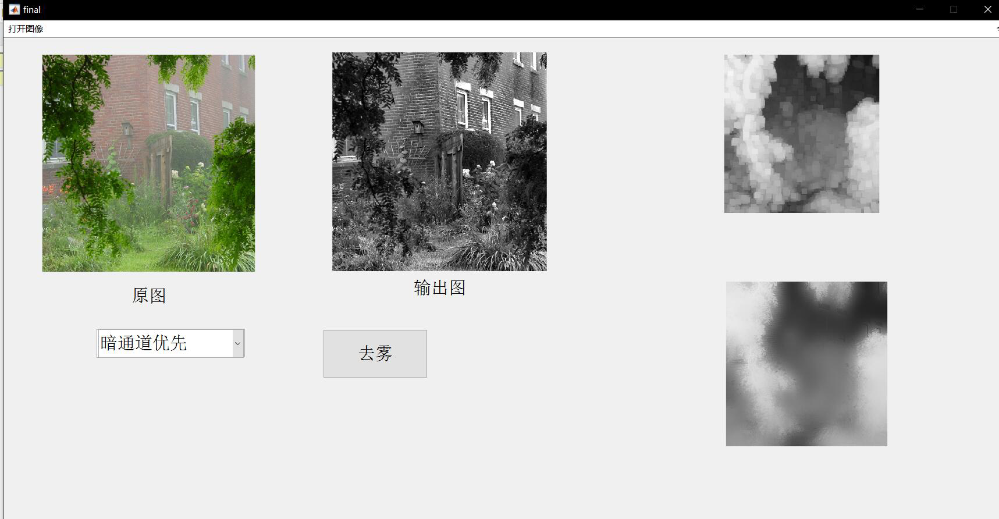 final
打开图像
原图
输出图
暗通道优先
去雾